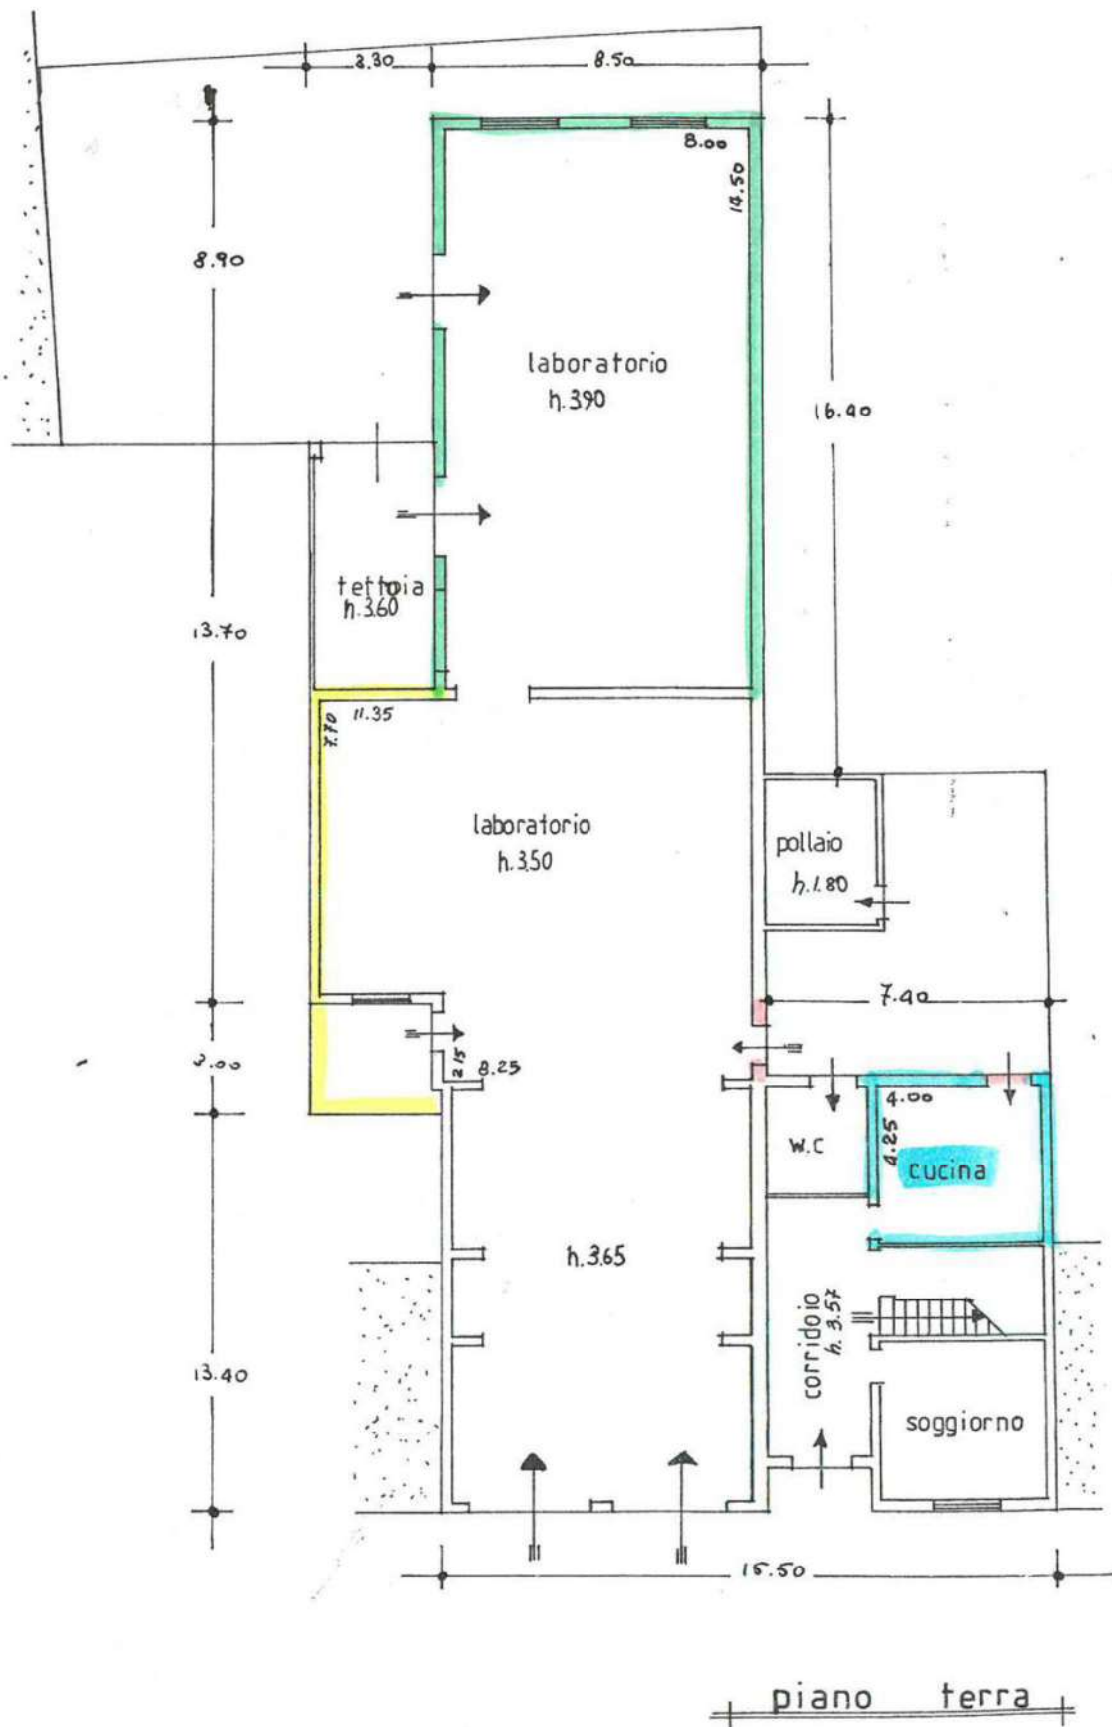 3.30
8.50
8.00
14.50
8.90
laboratorio
h.3.90
16.40
tettoia
h.3.60
13.70
11.35
7.70
laboratorio
h.3.50
pollaio
h.1.80
7.40
2.15
8.25
4.00
W.C
4.25
cucina
h.3.65
corridoio
h.3.57
13.40
soggiorno
15.50
piano terra